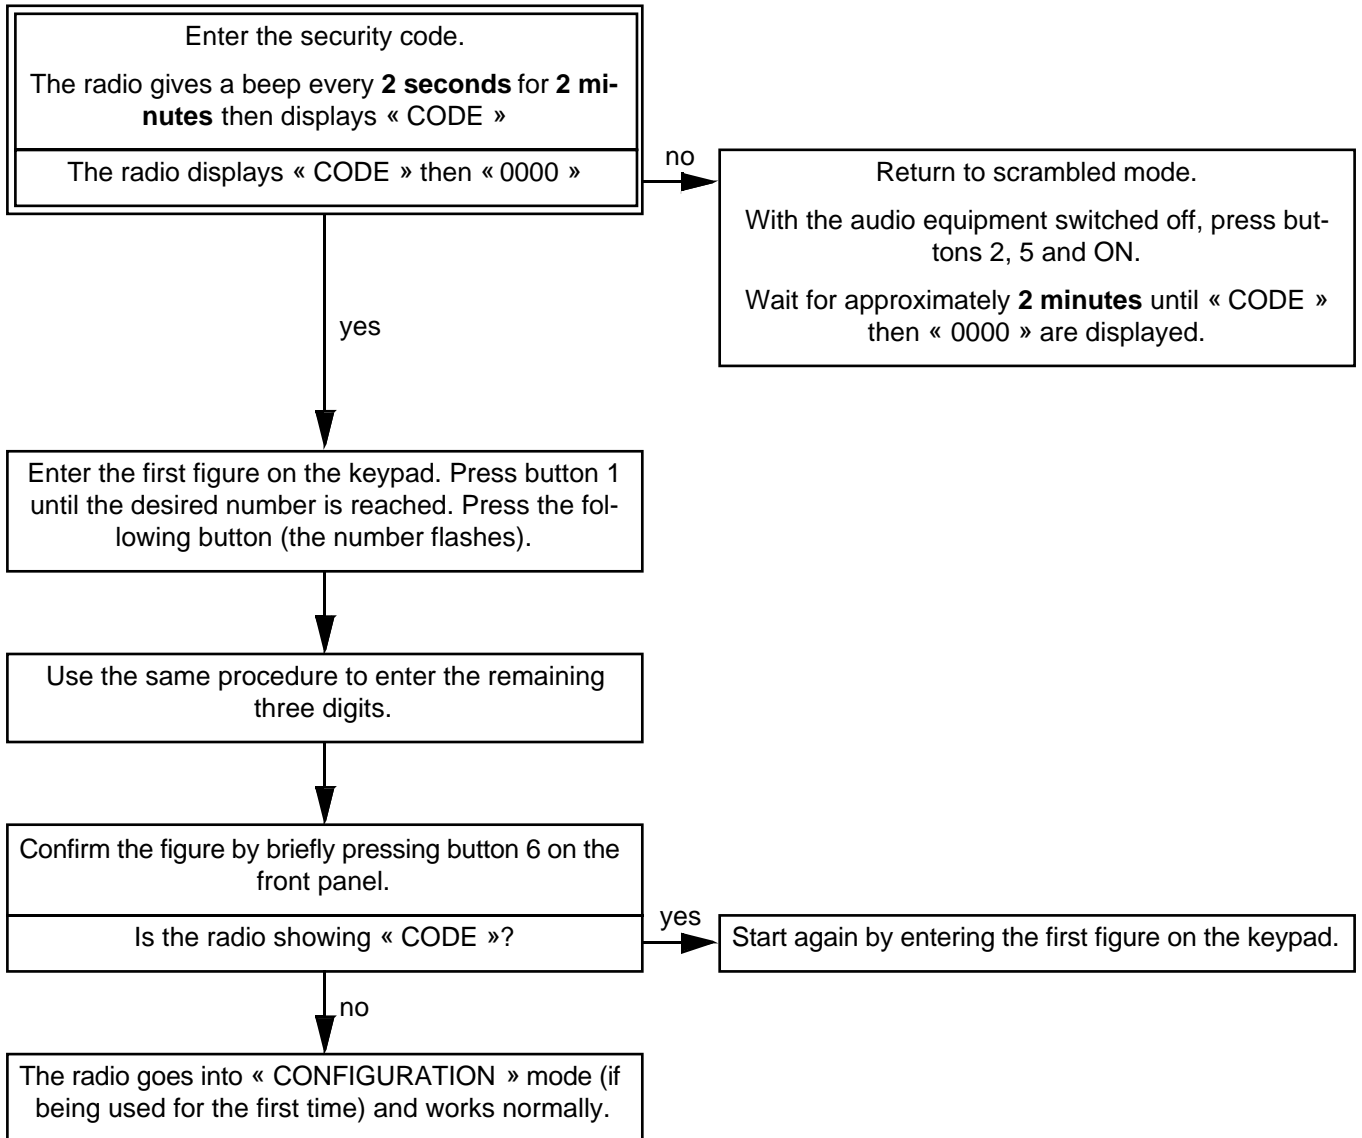 Enter the security code.
The radio gives a beep every 2 seconds for 2 mi-
nutes then displays « CODE »
The radio displays « CODE » then « 0000 »
no
Return to scrambled mode.
With the audio equipment switched off, press but-
tons 2, 5 and ON.
Wait for approximately 2 minutes until « CODE »
then « 0000 » are displayed.
yes
Enter the first figure on the keypad. Press button 1
until the desired number is reached. Press the fol-
lowing button (the number flashes).
Use the same procedure to enter the remaining
three digits.
Confirm the figure by briefly pressing button 6 on the
front panel.
Is the radio showing « CODE »?
yes
Start again by entering the first figure on the keypad.
no
The radio goes into « CONFIGURATION » mode (if
being used for the first time) and works normally.